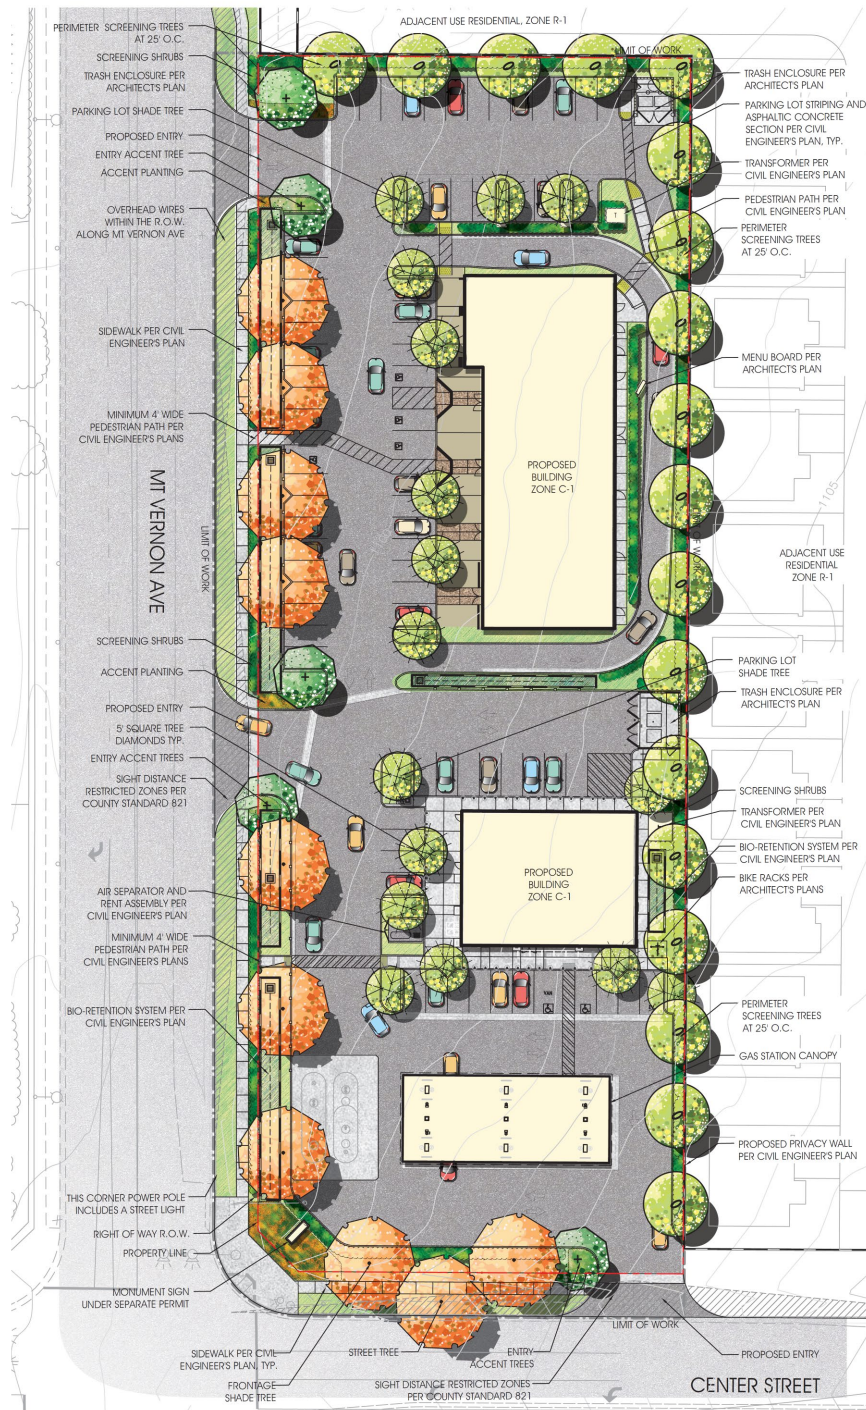 ADJACENT USE RESIDENTIAL, ZONE R-1
LIMIT OF WORK
PERIMETER SCREENING TREES
AT 25' O.C.
SCREENING SHRUBS
TRASH ENCLOSURE PER
ARCHITECT'S PLAN
PARKING LOT SHADE TREE
PROPOSED ENTRY
ENTRY ACCENT TREE
ACCENT PLANTING
OVERHEAD WIRES
WITHIN THE R.O.W.
ALONG MT VERNON AVE
SIDEWALK PER CIVIL
ENGINEER'S PLAN
MINIMUM 4' WIDE
PEDESTRIAN PATH PER
CIVIL ENGINEER'S PLANS
MT VERNON AVE
LIMIT OF WORK
SCREENING SHRUBS
ACCENT PLANTING
PROPOSED ENTRY
5' SQUARE TREE
DIAMONDS TYP.
ENTRY ACCENT TREES
SIGHT DISTANCE
RESTRICTED ZONES PER
COUNTY STANDARD 821
AIR SEPARATOR AND
RENT ASSEMBLY PER
CIVIL ENGINEER'S PLAN
MINIMUM 4' WIDE
PEDESTRIAN PATH PER
CIVIL ENGINEER'S PLANS
BIO-RETENTION SYSTEM PER
CIVIL ENGINEER'S PLAN
THIS CORNER POWER POLE
INCLUDES A STREET LIGHT
RIGHT OF WAY R.O.W.
PROPERTY LINE
MONUMENT SIGN
UNDER SEPARATE PERMIT
SIDEWALK PER CIVIL
ENGINEER'S PLAN, TYP.
FRONTAGE
SHADE TREE
STREET TREE
SIGHT DISTANCE RESTRICTED ZONES
PER COUNTY STANDARD 821
ENTRY
ACCENT TREES
TRASH ENCLOSURE PER
ARCHITECT'S PLAN
PARKING LOT STRIPING AND
ASPHALTIC CONCRETE
SECTION PER CIVIL
ENGINEER'S PLAN, TYP.
TRANSFORMER PER
CIVIL ENGINEER'S PLAN
PEDESTRIAN PATH PER
CIVIL ENGINEER'S PLAN
PERIMETER
SCREENING TREES
AT 25' O.C.
T
MENU BOARD PER
ARCHITECT'S PLAN
PROPOSED
BUILDING
ZONE C-1
1105
LIMIT OF WORK
ADJACENT USE
RESIDENTIAL
ZONE R-1
PARKING LOT
SHADE TREE
TRASH ENCLOSURE PER
ARCHITECT'S PLAN
SCREENING SHRUBS
TRANSFORMER PER
CIVIL ENGINEER'S PLAN
BIO-RETENTION SYSTEM PER
CIVIL ENGINEER'S PLAN
BIKE RACKS PER
ARCHITECT'S PLANS
PROPOSED
BUILDING
ZONE C-1
VAN
PERIMETER
SCREENING TREES
AT 25' O.C.
GAS STATION CANOPY
PROPOSED PRIVACY WALL
PER CIVIL ENGINEER'S PLAN
LIMIT OF WORK
PROPOSED ENTRY
CENTER STREET